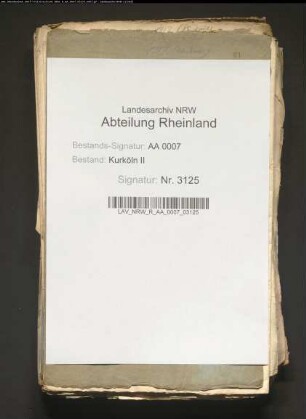 Landesarchiv NRW
Abteilung Rheinland
Bestands-Signatur: AA 0007
Bestand: Kurköln II
Signatur: Nr. 3125
LAV_NRW_R_AA_0007_03125